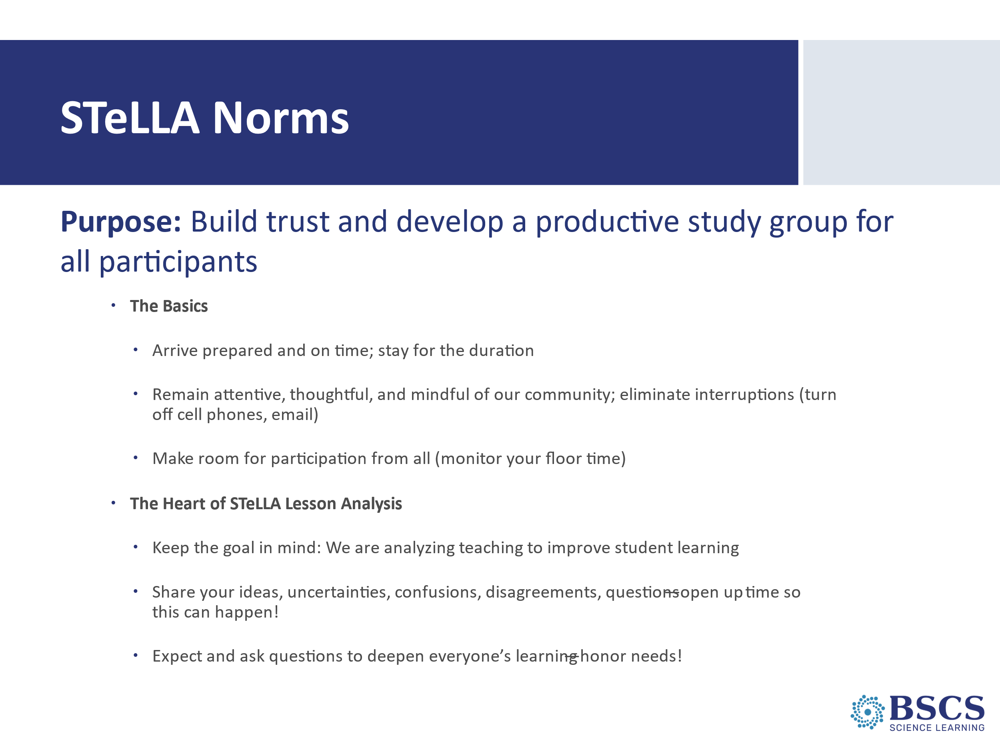 STeLLA Norms
Purpose: Build trust and develop a productive study group for
all participants
• The Basics
• Arrive prepared and on time; stay for the duration
• Remain attentive, thoughtful, and mindful of our community; eliminate interruptions (turn
off cell phones, email)
• Make room for participation from all (monitor your floor time)
• The Heart of STeLLA Lesson Analysis
• Keep the goal in mind: We are analyzing teaching to improve student learning
• Share your ideas, uncertainties, confusions, disagreements, questions—open up time so
this can happen!
• Expect and ask questions to deepen everyone’s learning—honor needs!
BSCS
SCIENCE LEARNING